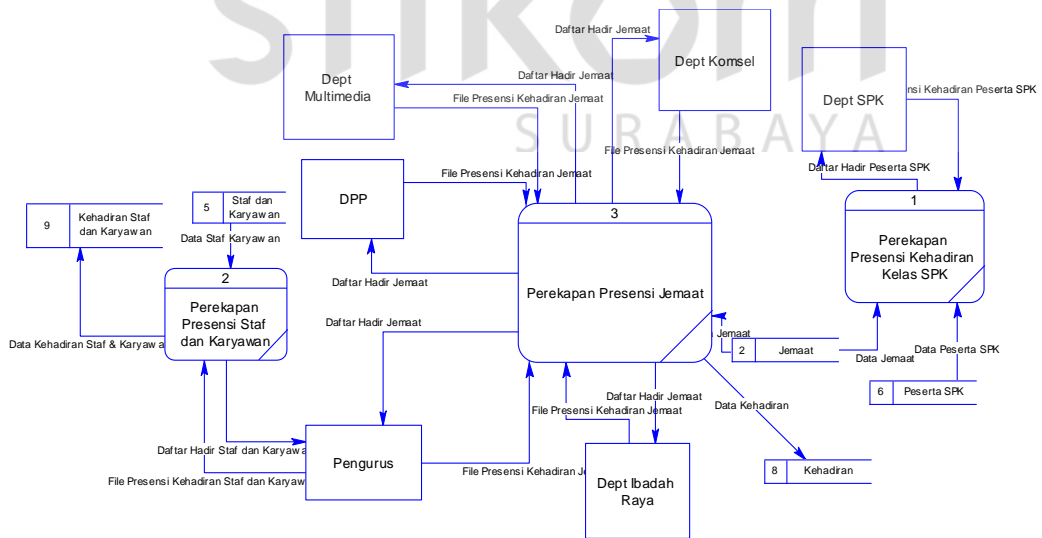 stikom
SURABAYA
Daftar Hadir Jemaat
Dept
Multimedia
Daftar Hadir Jemaat
File Presensi Kehadiran Jemaat
Dept Komsel
File Presensi Kehadiran Jemaat
Dept SPK
nsi Kehadiran Peserta SPK
Daftar Hadir Peserta SPK
DPP
File Presensi Kehadiran Jemaat
Daftar Hadir Jemaat
9
Kehadiran Staf
dan Karyawan
5
Staf dan
Karyawan
Data Staf Karyawan
2
Perekapan
Presensi Staf
dan Karyawan
Data Kehadiran Staf & Karyawa
3
Perekapan Presensi Jemaat
Daftar Hadir Jemaat
1
Perekapan
Presensi Kehadiran
Kelas SPK
Jemaat
2
Jemaat
Data Jemaat
Data Peserta SPK
6
Peserta SPK
Daftar Hadir Jemaat
File Presensi Kehadiran Jemaat
Data Kehadiran
8
Kehadiran
Daftar Hadir Staf dan Karyawa
File Presensi Kehadiran Staf dan Karyaw
Pengurus
File Presensi Kehadiran Je
Dept Ibadah
Raya